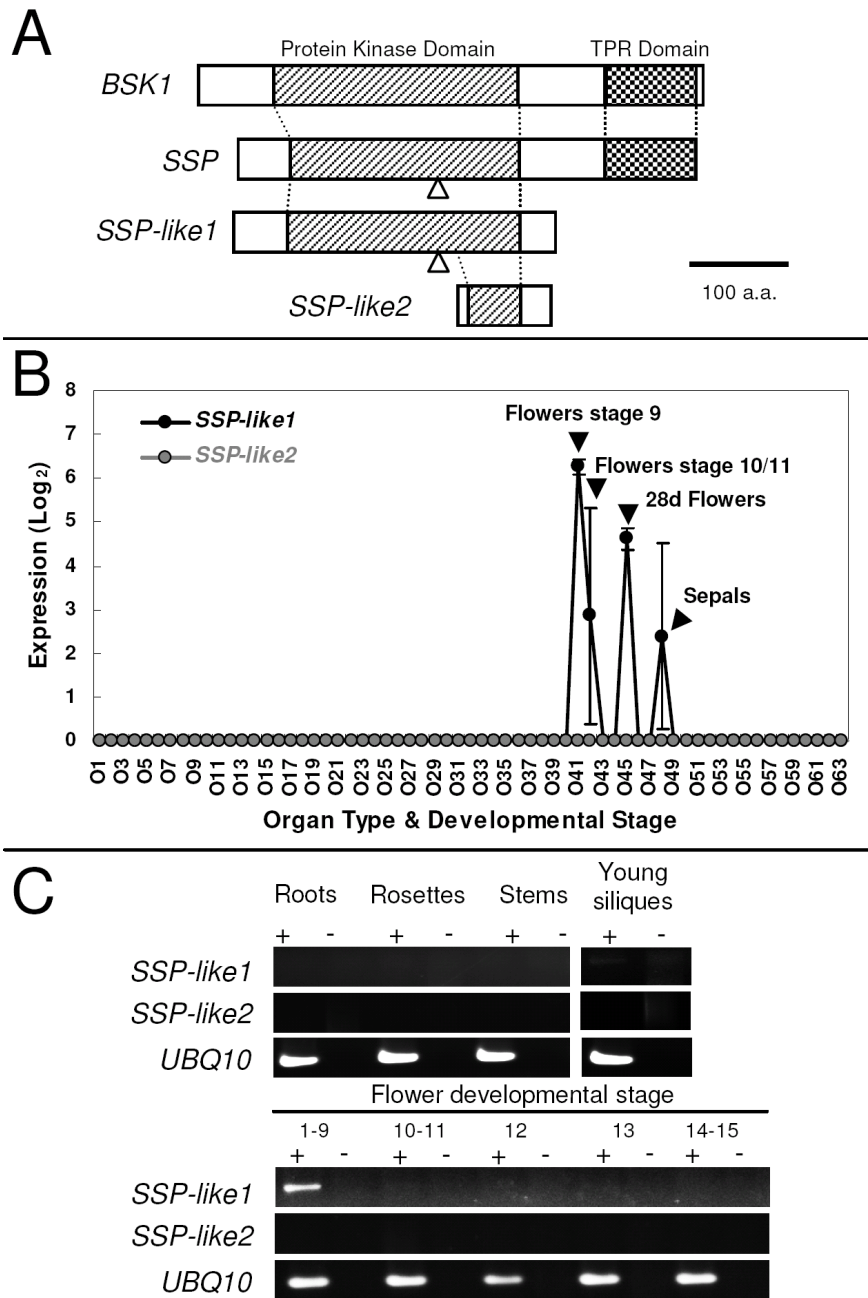 A
Protein Kinase Domain TPR Domain
BSK1
SSP
SSP-like1
SSP-like2
100 a.a.
B
8
7
6
5
4
3
2
1
0
Expression (Log2)
SSP-like1
SSP-like2
Flowers stage 9
Flowers stage 10/11
28d Flowers
Sepals
O1 O3 O5 O7 O9 O11 O13 O15 O17 O19 O21 O22 O25 O27 O29 O31 O33 O35 O37 O39 O41 O43 O45 O47 O49 O51 O53 O55 O57 O59 O61 O63
Organ Type & Developmental Stage
C
Roots Rosettes Stems Young
siliques
+ - + - + - + -
SSP-like1
SSP-like2
UBQ10
Flower developmental stage
1-9 10-11 12 13 14-15
+ - + - + - + - + -
SSP-like1
SSP-like2
UBQ10